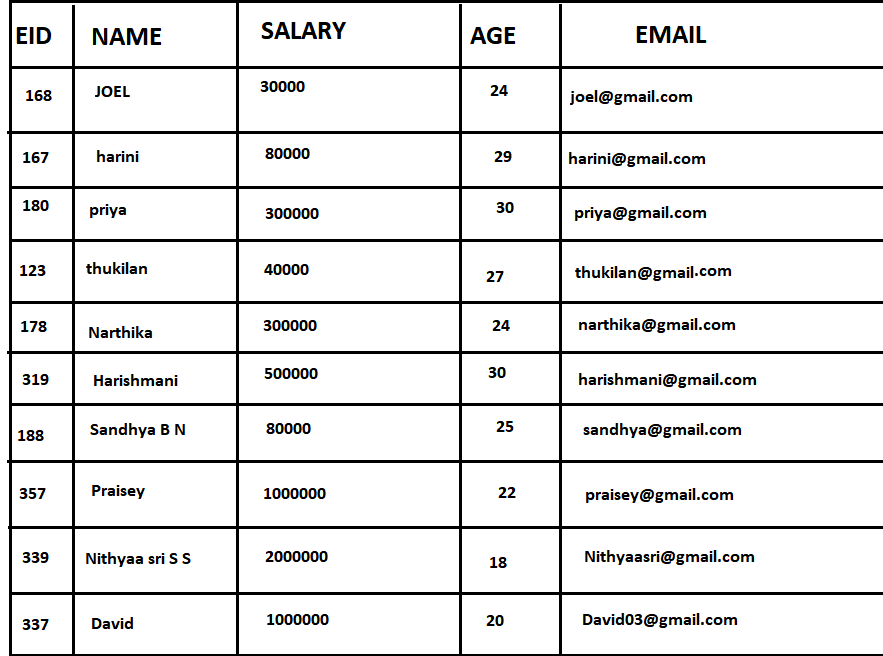 EID NAME SALARY AGE EMAIL
168 JOEL 30000 24 joel@gmail.com
167 harini 80000 29 harini@gmail.com
180 priya 300000 30 priya@gmail.com
123 thukilan 40000 27 thukilan@gmail.com
178 Narthika 300000 24 narthika@gmail.com
319 Harishmani 500000 30 harishmani@gmail.com
188 Sandhya B N 80000 25 sandhya@gmail.com
357 Praisey 1000000 22 praisey@gmail.com
339 Nithyaa sri S S 2000000 18 Nithyaasri@gmail.com
337 David 1000000 20 David03@gmail.com